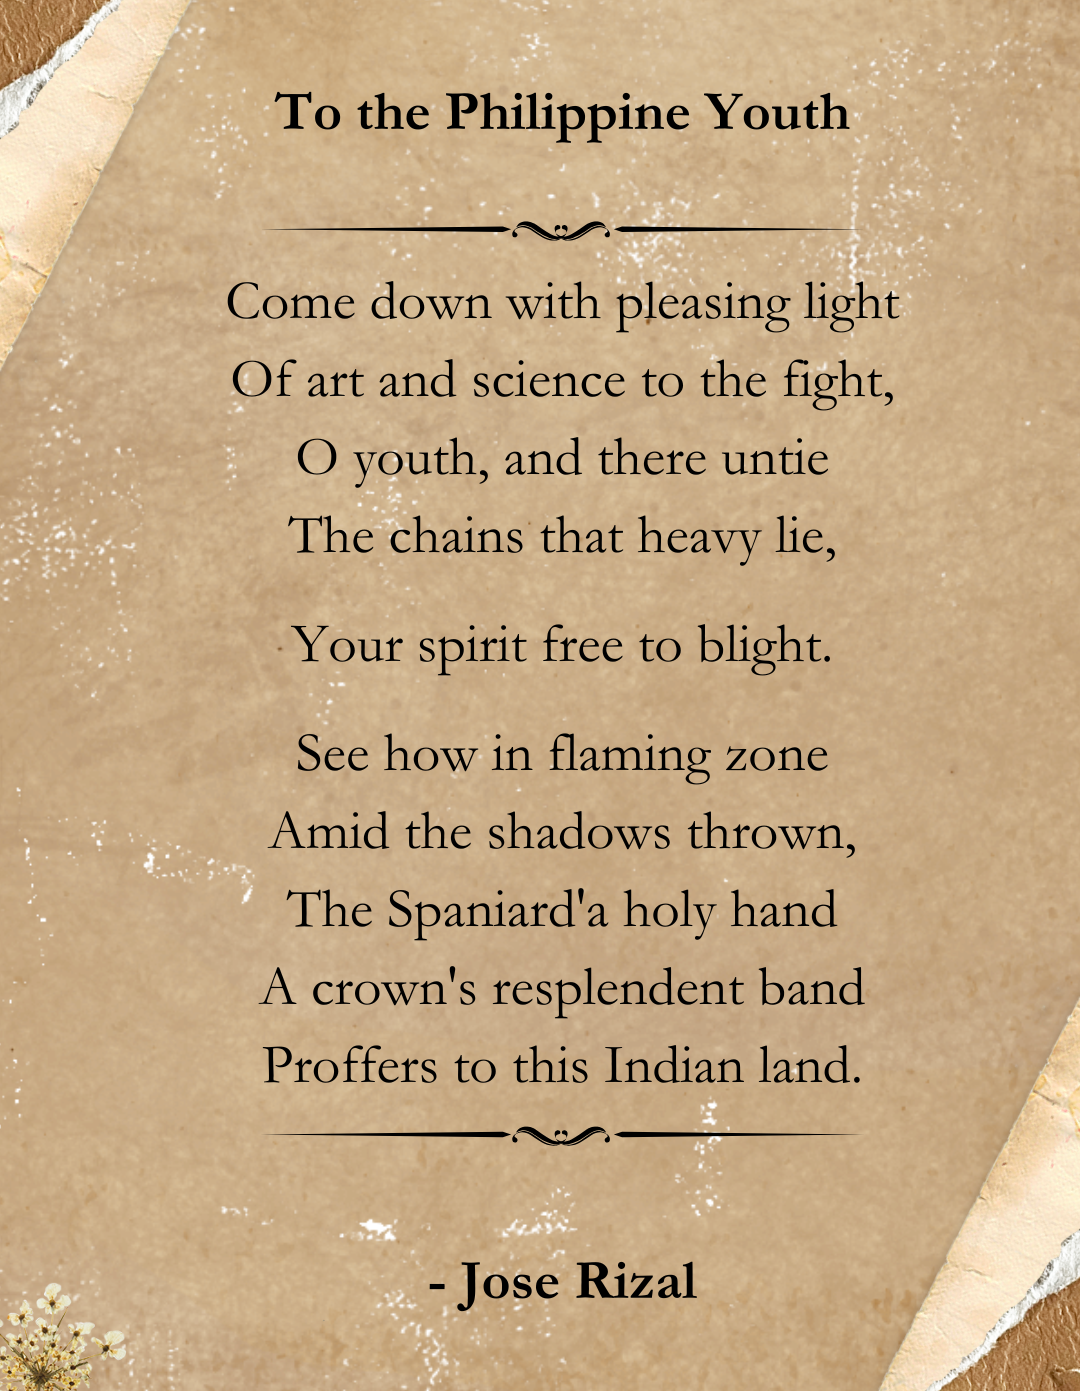 To the Philippine Youth
Come down with pleasing light
Of art and science to the fight,
O youth, and there untie
The chains that heavy lie,
Your spirit free to blight.
See how in flaming zone
Amid the shadows thrown,
The Spaniard'a holy hand
A crown's resplendent band
Proffers to this Indian land.
- Jose Rizal